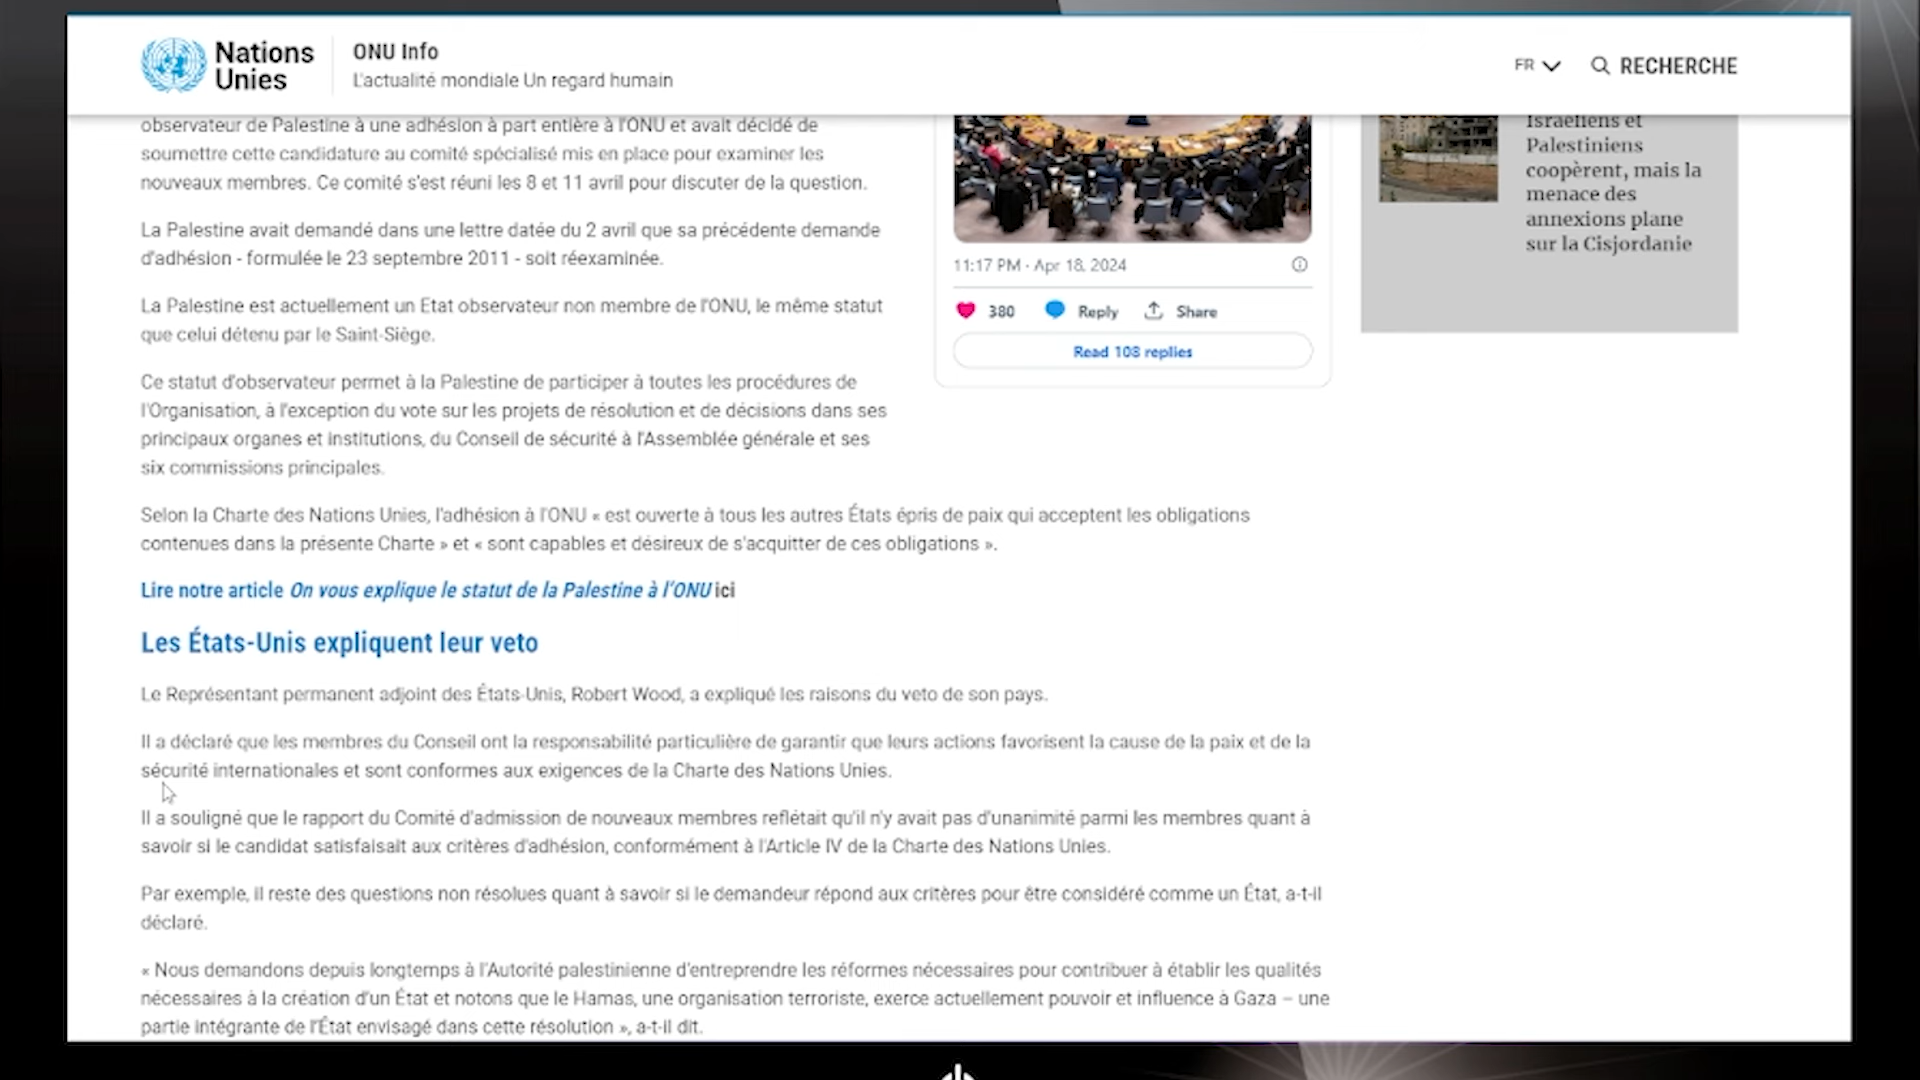 Nations
Unies
ONU Info
L'actualité mondiale Un regard humain
FR
RECHERCHE
observateur de Palestine à une adhésion à part entière à l'ONU et avait décidé de
soumettre cette candidature au comité spécialisé mis en place pour examiner les
nouveaux membres. Ce comité s'est réuni les 8 et 11 avril pour discuter de la question.
La Palestine avait demandé dans une lettre datée du 2 avril que sa précédente demande
d'adhésion - formulée le 23 septembre 2011 - soit réexaminée.
La Palestine est actuellement un Etat observateur non membre de l'ONU, le même statut
que celui détenu par le Saint-Siège.
Ce statut d'observateur permet à la Palestine de participer à toutes les procédures de
l'Organisation, à l'exception du vote sur les projets de résolution et de décisions dans ses
principaux organes et institutions, du Conseil de sécurité à l'Assemblée générale et ses
six commissions principales.
Selon la Charte des Nations Unies, l'adhésion à l'ONU « est ouverte à tous les autres États épris de paix qui acceptent les obligations
contenues dans la présente Charte » et « sont capables et désireux de s'acquitter de ces obligations ».
Lire notre article On vous explique le statut de la Palestine à l'ONU ici
Les États-Unis expliquent leur veto
Le Représentant permanent adjoint des États-Unis, Robert Wood, a expliqué les raisons du veto de son pays.
Il a déclaré que les membres du Conseil ont la responsabilité particulière de garantir que leurs actions favorisent la cause de la paix et de la
sécurité internationales et sont conformes aux exigences de la Charte des Nations Unies.
Il a souligné que le rapport du Comité d'admission de nouveaux membres reflétait qu'il n'y avait pas d'unanimité parmi les membres quant à
savoir si le candidat satisfaisait aux critères d'adhésion, conformément à l'Article IV de la Charte des Nations Unies.
Par exemple, il reste des questions non résolues quant à savoir si le demandeur répond aux critères pour être considéré comme un État, a-t-il
déclaré.
« Nous demandons depuis longtemps à l'Autorité palestinienne d'entreprendre les réformes nécessaires pour contribuer à établir les qualités
nécessaires à la création d'un État et notons que le Hamas, une organisation terroriste, exerce actuellement pouvoir et influence à Gaza – une
partie intégrante de l'État envisagé dans cette résolution », a-t-il dit.
11:17 PM · Apr 18, 2024
380
Reply
Share
Read 108 replies
Israéliens et
Palestiniens
coopèrent, mais la
menace des
annexions plane
sur la Cisjordanie